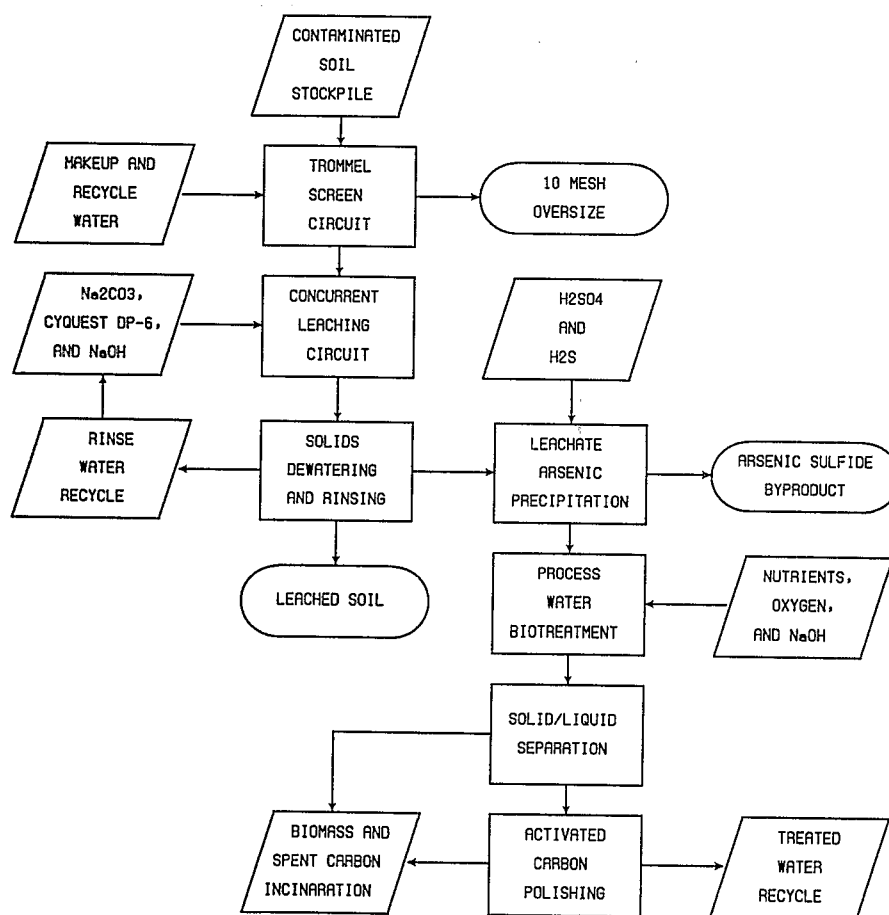 CONTAMINATED
SOIL
STOCKPILE
MAKEUP AND
RECYCLE
WATER
TROMMEL
SCREEN
CIRCUIT
10 MESH
OVERSIZE
Na2CO3,
CYQUEST DP-6,
AND NaOH
CONCURRENT
LEACHING
CIRCUIT
H2SO4
AND
H2S
RINSE
WATER
RECYCLE
SOLIDS
DEWATERING
AND RINSING
LEACHATE
ARSENIC
PRECIPITATION
ARSENIC SULFIDE
BYPRODUCT
LEACHED SOIL
PROCESS
WATER
BIOTREATMENT
NUTRIENTS,
OXYGEN,
AND NaOH
SOLID/LIQUID
SEPARATION
BIOMASS AND
SPENT CARBON
INCINARATION
ACTIVATED
CARBON
POLISHING
TREATED
WATER
RECYCLE